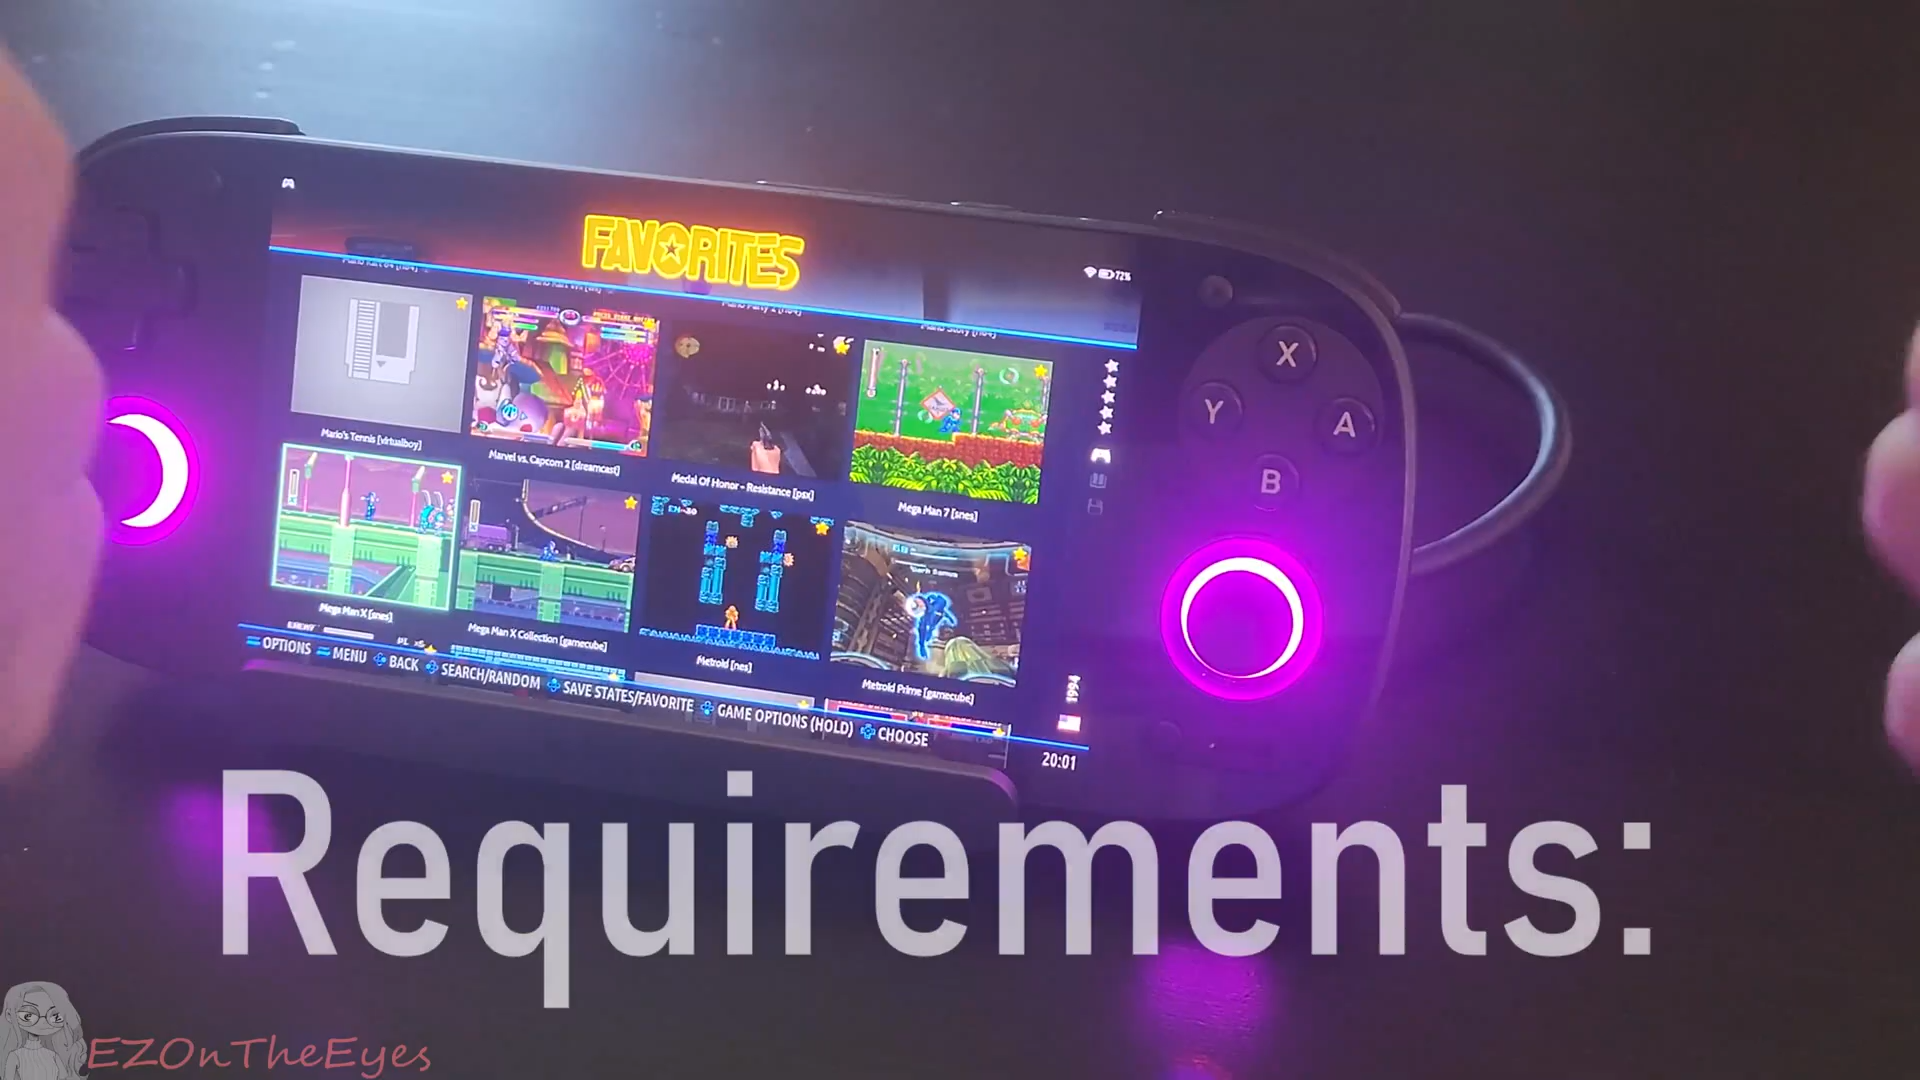 FAVORITES
72%
Mario's Tennis [virtualboy]
Marvel vs. Capcom 2 [dreamcast]
Medal Of Honor - Resistance [psx]
Mega Man 7 [snes]
Mega Man X [snes]
Mega Man X Collection [gamecube]
Metroid [nes]
Metroid Prime [gamecube]
1994
OPTIONS MENU BACK SEARCH/RANDOM SAVE STATES/FAVORITE GAME OPTIONS (HOLD) CHOOSE
20:01
X
Y
A
B
Requirements:
EZOnTheEyes